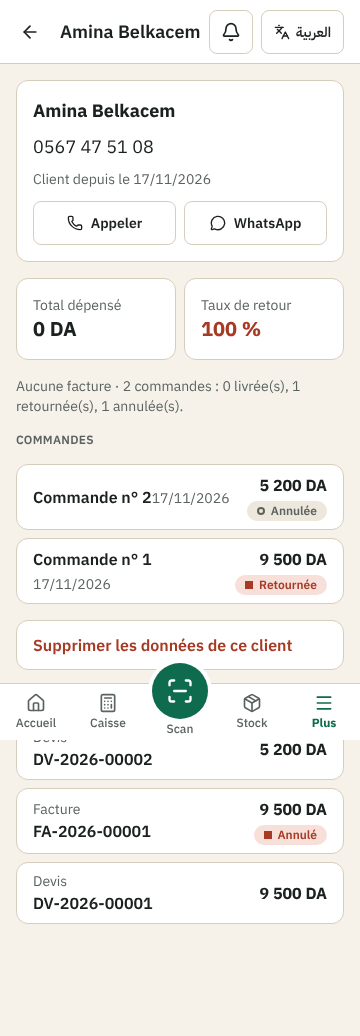 Amina Belkacem
العربية
Amina Belkacem
0567 47 51 08
Client depuis le 17/11/2026
Appeler
WhatsApp
Total dépensé
0 DA
Taux de retour
100 %
Aucune facture · 2 commandes : 0 livrée(s), 1
retournée(s), 1 annulée(s).
COMMANDES
Commande n° 2 17/11/2026
5 200 DA
Annulée
Commande n° 1
17/11/2026
9 500 DA
Retournée
Supprimer les données de ce client
Accueil
Caisse
Scan
Stock
Plus
Devis
DV-2026-00002
5 200 DA
Facture
FA-2026-00001
9 500 DA
Annulé
Devis
DV-2026-00001
9 500 DA